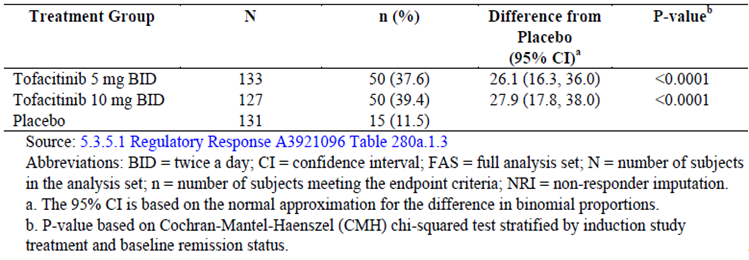 Treatment Group N n (%) Difference from Placebo (95% CI)a P-valueb
Tofacitinib 5 mg BID 133 50 (37.6) 26.1 (16.3, 36.0) <0.0001
Tofacitinib 10 mg BID 127 50 (39.4) 27.9 (17.8, 38.0) <0.0001
Placebo 131 15 (11.5)
Source: 5.3.5.1 Regulatory Response A3921096 Table 280a.1.3
Abbreviations: BID = twice a day; CI = confidence interval; FAS = full analysis set; N = number of subjects
in the analysis set; n = number of subjects meeting the endpoint criteria; NRI = non-responder imputation.
a. The 95% CI is based on the normal approximation for the difference in binomial proportions.
b. P-value based on Cochran-Mantel-Haenszel (CMH) chi-squared test stratified by induction study
treatment and baseline remission status.